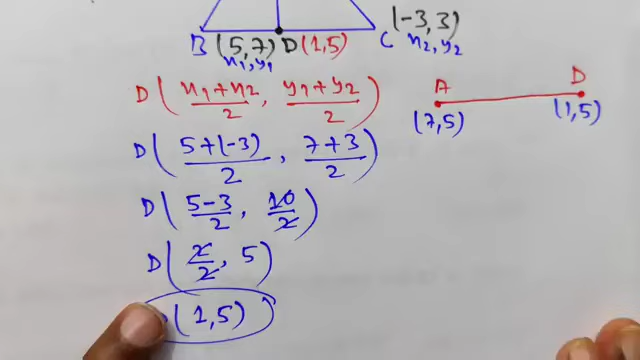 (-3,3)
B (5,7) D (1,5) C x2, y2
x1, y1
D ( x1+x2/2 , y1+y2/2 ) A D
(7,5) (1,5)
D ( 5+(-3)/2 , 7+3/2 )
D ( 5-3/2 , 10/2 )
D ( 2/2 , 5 )
(1,5)